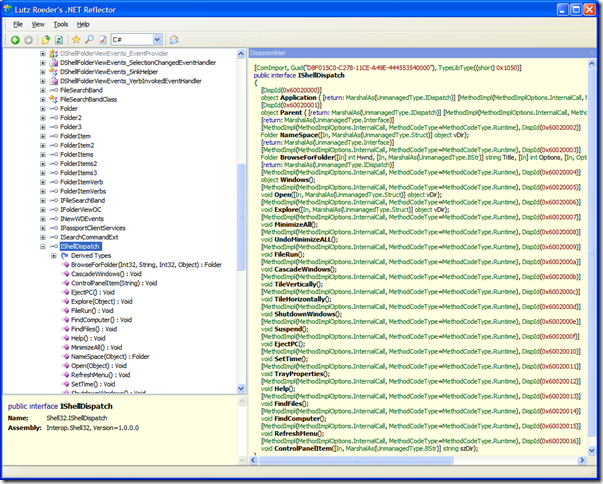 Lutz Roeder's .NET Reflector
File View Tools Help
C#
DShellFolderViewEvents_EventProvider
DShellFolderViewEvents_SelectionChangedEventHandler
DShellFolderViewEvents_SinkHelper
DShellFolderViewEvents_VerbInvokedEventHandler
FileSearchBand
FileSearchBandClass
Folder
Folder2
Folder3
FolderItem
FolderItem2
FolderItems
FolderItems2
FolderItems3
FolderItemVerb
FolderItemVerbs
IFileSearchBand
IFolderViewOC
INewWDEvents
IPassportClientServices
ISearchCommandExt
IShellDispatch
Derived Types
BrowseForFolder(Int32, String, Int32, Object) : Folder
CascadeWindows() : Void
ControlPanelItem(String) : Void
EjectPC() : Void
Explore(Object) : Void
FileRun() : Void
FindComputer() : Void
FindFiles() : Void
Help() : Void
MinimizeAll() : Void
NameSpace(Object) : Folder
Open(Object) : Void
RefreshMenu() : Void
SetTime() : Void
ShutdownWindows() : Void
public interface IShellDispatch
Name: Shell32.IShellDispatch
Assembly: Interop.Shell32, Version=1.0.0.0
Disassembler
[ComImport, Guid("D8F015C0-C278-11CE-A49E-444553540000"), TypeLibType((short) 0x1050)]
public interface IShellDispatch
{
[DispId(0x60020000)]
object Application { [return: MarshalAs(UnmanagedType.IDispatch)] [MethodImpl(MethodImplOptions.InternalCall, M
[DispId(0x60020001)]
object Parent { [return: MarshalAs(UnmanagedType.IDispatch)] [MethodImpl(MethodImplOptions.InternalCall, Method
[return: MarshalAs(UnmanagedType.Interface)]
[MethodImpl(MethodImplOptions.InternalCall, MethodCodeType=MethodCodeType.Runtime), DispId(0x60020002)]
Folder NameSpace([In, MarshalAs(UnmanagedType.Struct)] object vDir);
[return: MarshalAs(UnmanagedType.Interface)]
[MethodImpl(MethodImplOptions.InternalCall, MethodCodeType=MethodCodeType.Runtime), DispId(0x60020003)]
Folder BrowseForFolder([In] int Hwnd, [In, MarshalAs(UnmanagedType.BStr)] string Title, [In] int Options, [In, Opti
[return: MarshalAs(UnmanagedType.IDispatch)]
[MethodImpl(MethodImplOptions.InternalCall, MethodCodeType=MethodCodeType.Runtime), DispId(0x60020004)]
object Windows();
[MethodImpl(MethodImplOptions.InternalCall, MethodCodeType=MethodCodeType.Runtime), DispId(0x60020005)]
void Open([In, MarshalAs(UnmanagedType.Struct)] object vDir);
[MethodImpl(MethodImplOptions.InternalCall, MethodCodeType=MethodCodeType.Runtime), DispId(0x60020006)]
void Explore([In, MarshalAs(UnmanagedType.Struct)] object vDir);
[MethodImpl(MethodImplOptions.InternalCall, MethodCodeType=MethodCodeType.Runtime), DispId(0x60020007)]
void MinimizeAll();
[MethodImpl(MethodImplOptions.InternalCall, MethodCodeType=MethodCodeType.Runtime), DispId(0x60020008)]
void UndoMinimizeALL();
[MethodImpl(MethodImplOptions.InternalCall, MethodCodeType=MethodCodeType.Runtime), DispId(0x60020009)]
void FileRun();
[MethodImpl(MethodImplOptions.InternalCall, MethodCodeType=MethodCodeType.Runtime), DispId(0x6002000a)]
void CascadeWindows();
[MethodImpl(MethodImplOptions.InternalCall, MethodCodeType=MethodCodeType.Runtime), DispId(0x6002000b)]
void TileVertically();
[MethodImpl(MethodImplOptions.InternalCall, MethodCodeType=MethodCodeType.Runtime), DispId(0x6002000c)]
void TileHorizontally();
[MethodImpl(MethodImplOptions.InternalCall, MethodCodeType=MethodCodeType.Runtime), DispId(0x6002000d)]
void ShutdownWindows();
[MethodImpl(MethodImplOptions.InternalCall, MethodCodeType=MethodCodeType.Runtime), DispId(0x6002000e)]
void Suspend();
[MethodImpl(MethodImplOptions.InternalCall, MethodCodeType=MethodCodeType.Runtime), DispId(0x6002000f)]
void EjectPC();
[MethodImpl(MethodImplOptions.InternalCall, MethodCodeType=MethodCodeType.Runtime), DispId(0x60020010)]
void SetTime();
[MethodImpl(MethodImplOptions.InternalCall, MethodCodeType=MethodCodeType.Runtime), DispId(0x60020011)]
void TrayProperties();
[MethodImpl(MethodImplOptions.InternalCall, MethodCodeType=MethodCodeType.Runtime), DispId(0x60020012)]
void Help();
[MethodImpl(MethodImplOptions.InternalCall, MethodCodeType=MethodCodeType.Runtime), DispId(0x60020013)]
void FindFiles();
[MethodImpl(MethodImplOptions.InternalCall, MethodCodeType=MethodCodeType.Runtime), DispId(0x60020014)]
void FindComputer();
[MethodImpl(MethodImplOptions.InternalCall, MethodCodeType=MethodCodeType.Runtime), DispId(0x60020015)]
void RefreshMenu();
[MethodImpl(MethodImplOptions.InternalCall, MethodCodeType=MethodCodeType.Runtime), DispId(0x60020016)]
void ControlPanelItem([In, MarshalAs(UnmanagedType.BStr)] string szDir);